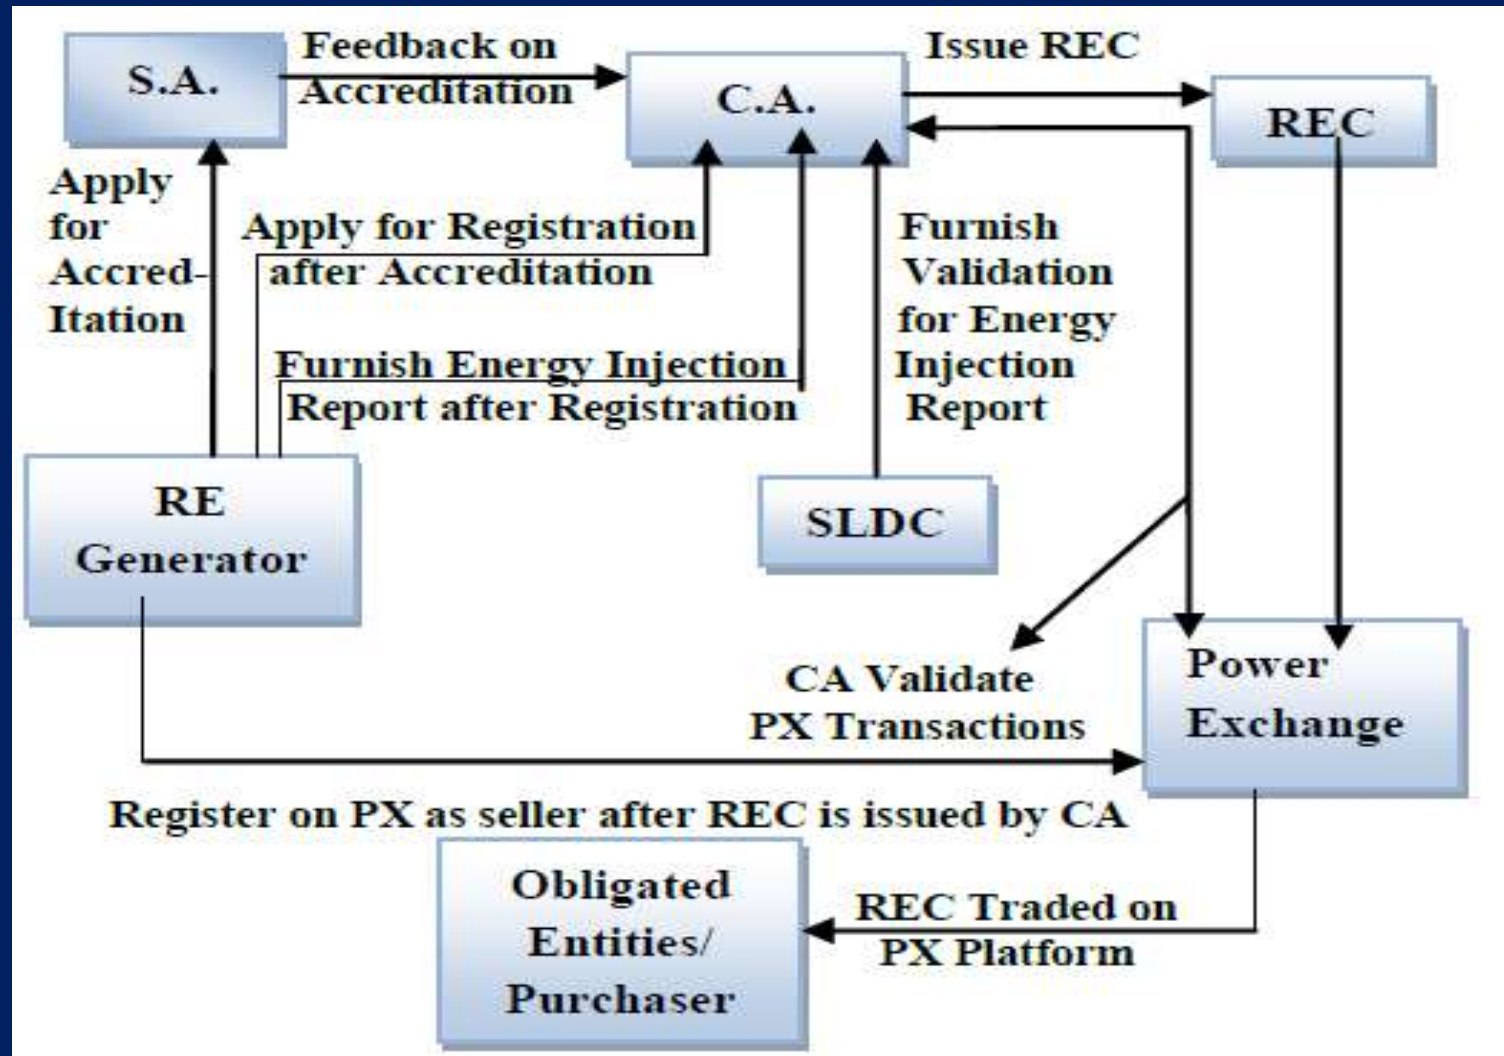 S.A.
Feedback on
Accreditation
C.A.
Issue REC
REC
Apply
for
Accred-
Itation
Apply for Registration
after Accreditation
Furnish Energy Injection
Report after Registration
Furnish
Validation
for Energy
Injection
Report
RE
Generator
SLDC
CA Validate
PX Transactions
Power
Exchange
Register on PX as seller after REC is issued by CA
Obligated
Entities/
Purchaser
REC Traded on
PX Platform